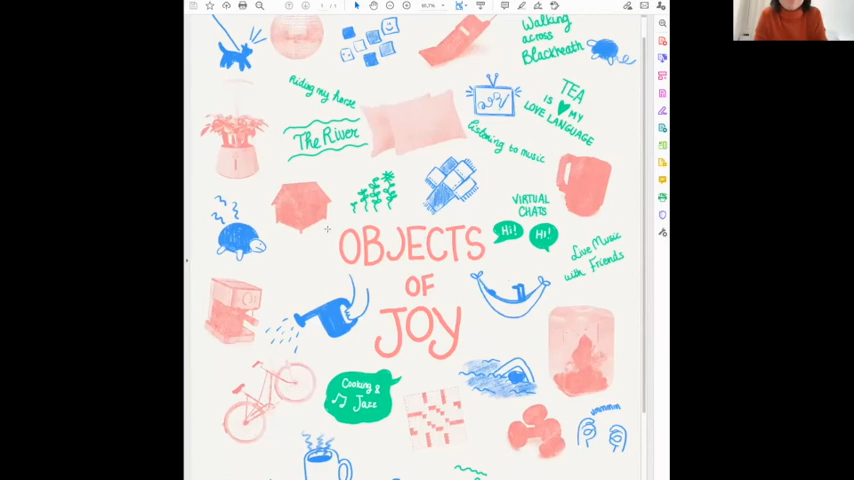 Walking
across
Blackheath
Riding my horse
The River
TEA
IS MY
LOVE LANGUAGE
Listening to music
VIRTUAL
CHATS
Hi!
Hi!
Live Music
with Friends
OBJECTS
OF
JOY
Cooking &
Jazz